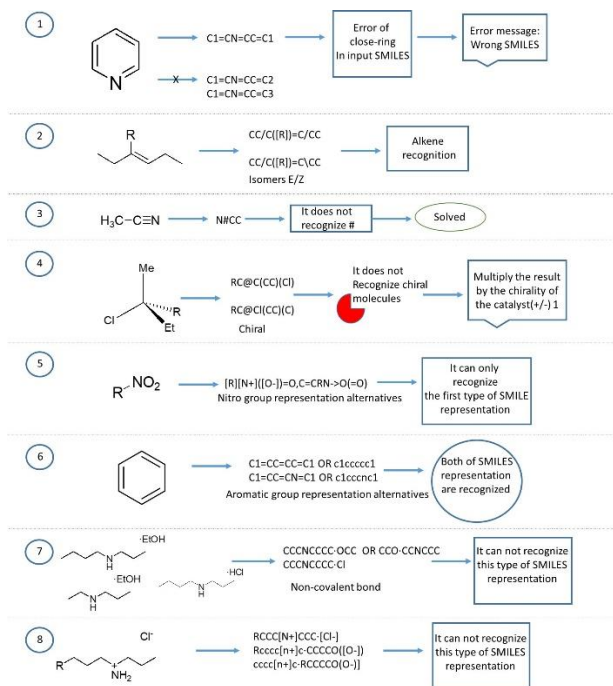 1
N
C1=CN=CC=C1
X
C1=CN=CC=C2
C1=CN=CC=C3
Error of
close-ring
In input SMILES
Error message:
Wrong SMILES
2
R
CC/C([R])=C/CC
CC/C([R])=C\CC
Isomers E/Z
Alkene
recognition
3
H₃C-C≡N
N#CC
It does not
recognize #
Solved
4
Me
Cl
R
Et
RC@C(CC)(Cl)
RC@Cl(CC)(C)
Chiral
It does not
Recognize chiral
molecules
Multiply the result
by the chirality of
the catalyst(+/-) 1
5
R-NO₂
[R][N+]([O-])=O,C=CRN->O(=O)
Nitro group representation alternatives
It can only
recognize
the first type of SMILE
representation
6
C1=CC=CC=C1 OR c1ccccc1
C1=CC=CN=C1 OR c1cccnc1
Aromatic group representation alternatives
Both of SMILES
representation
are recognized
7
·EtOH
N
H
·EtOH
N
H
·HCl
N
H
CCCNCCCC·OCC OR CCO·CCNCCC
CCCNCCCC·Cl
Non-covalent bond
It can not recognize
this type of SMILES
representation
8
Cl⁻
R
+
NH₂
RCCC[N+]CCC·[Cl-]
Rcccc[n+]c·CCCCO([O-])
cccc[n+]c·RCCCCO(O-)]
It can not recognize
this type of SMILES
representation